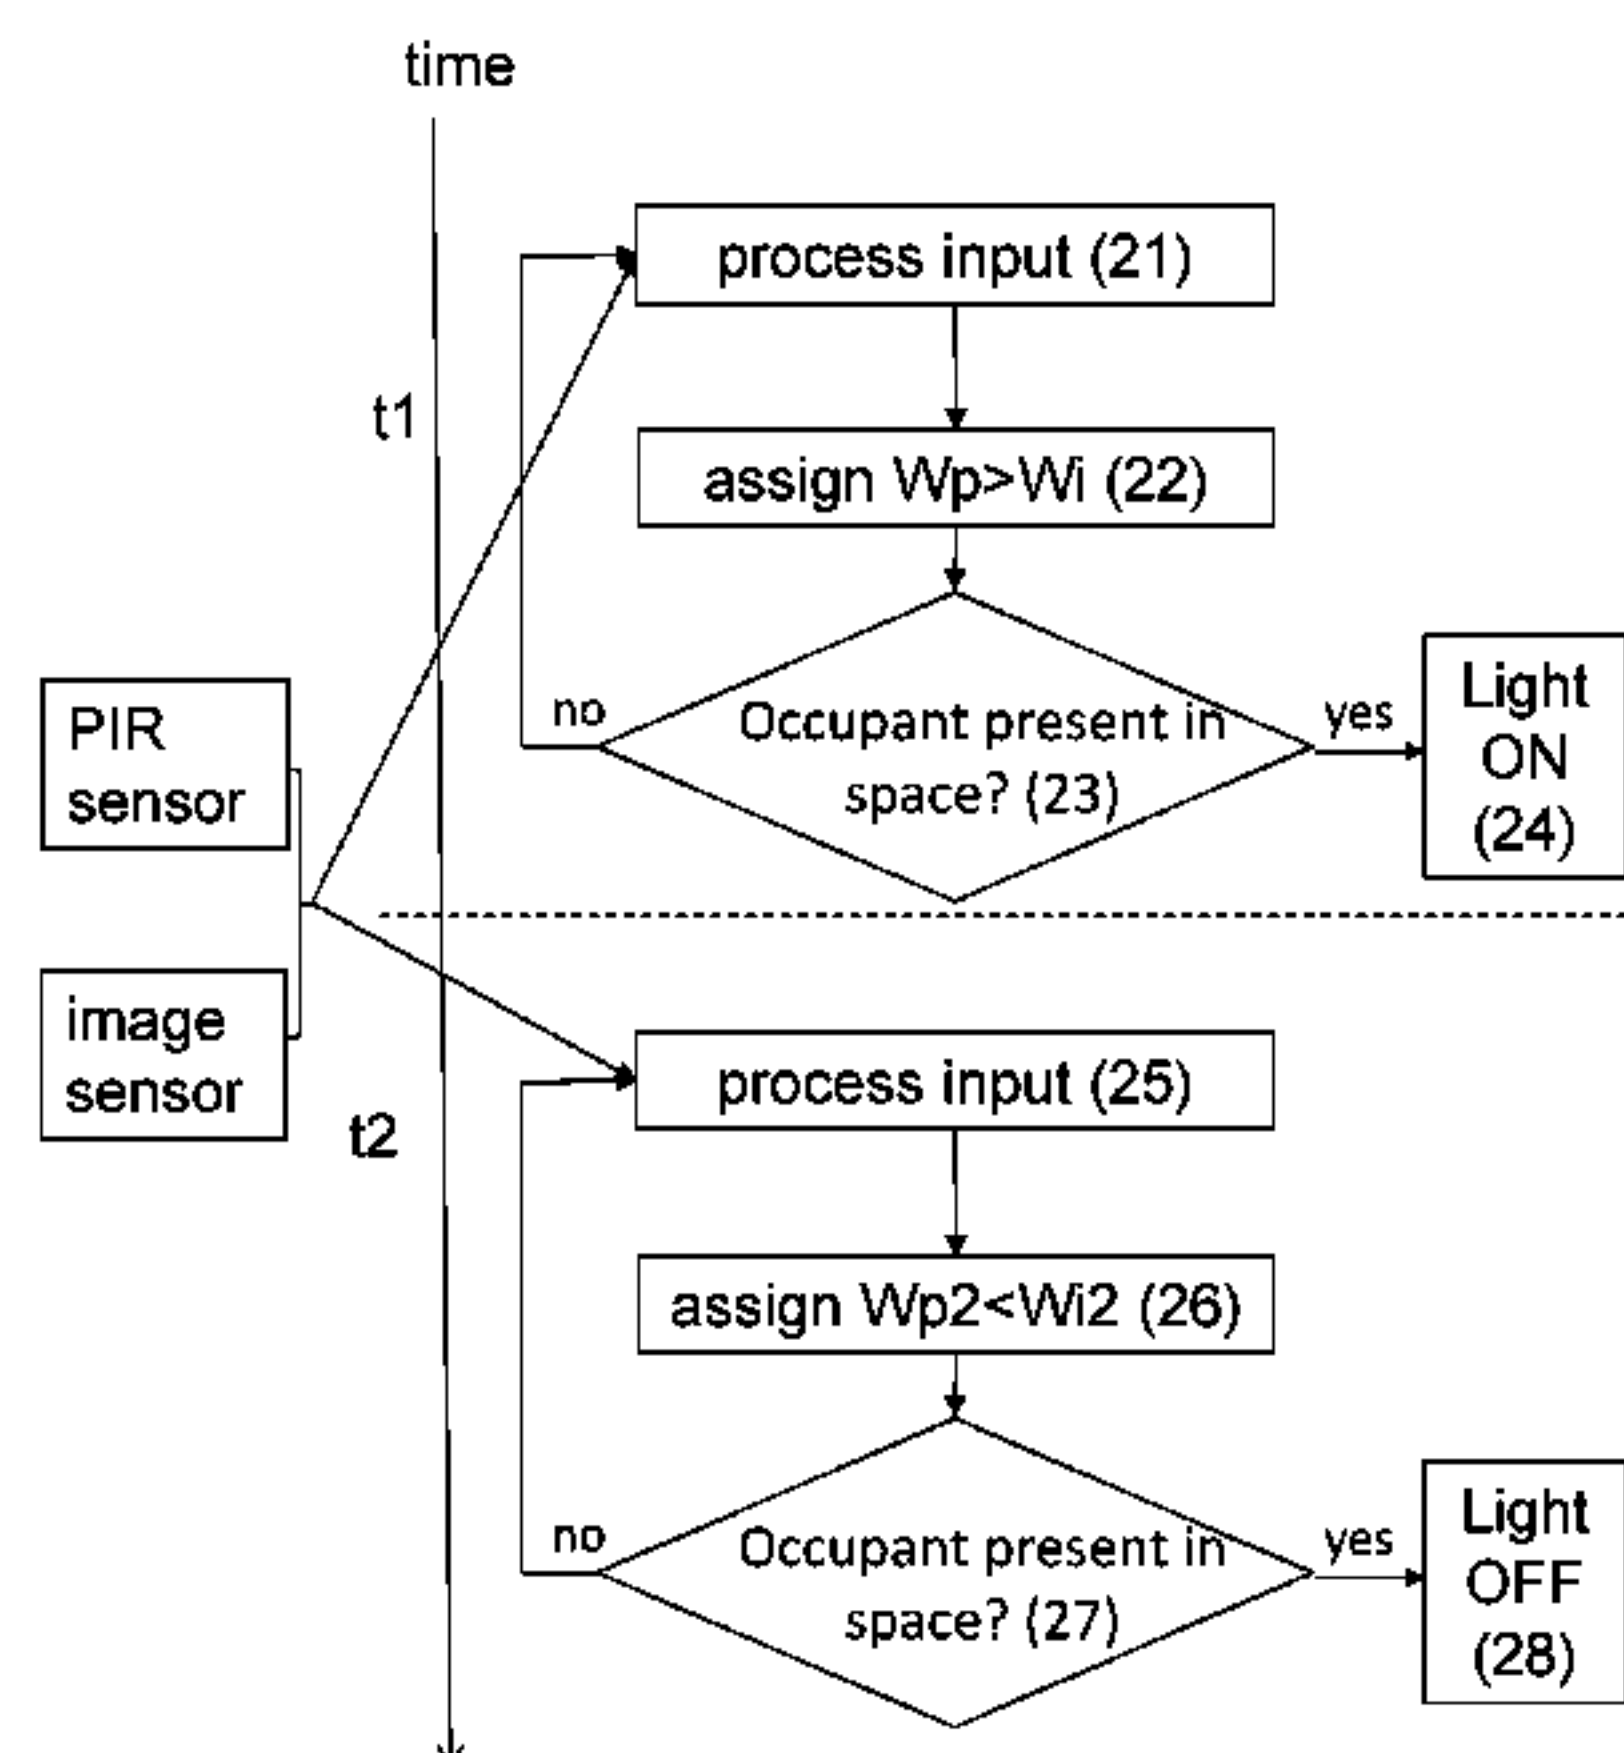 time
process input (21)
t1
assign Wp>Wi (22)
no
Occupant present in
space? (23)
yes
Light
ON
(24)
PIR
sensor
image
sensor
t2
process input (25)
assign Wp2<Wi2 (26)
no
Occupant present in
space? (27)
yes
Light
OFF
(28)